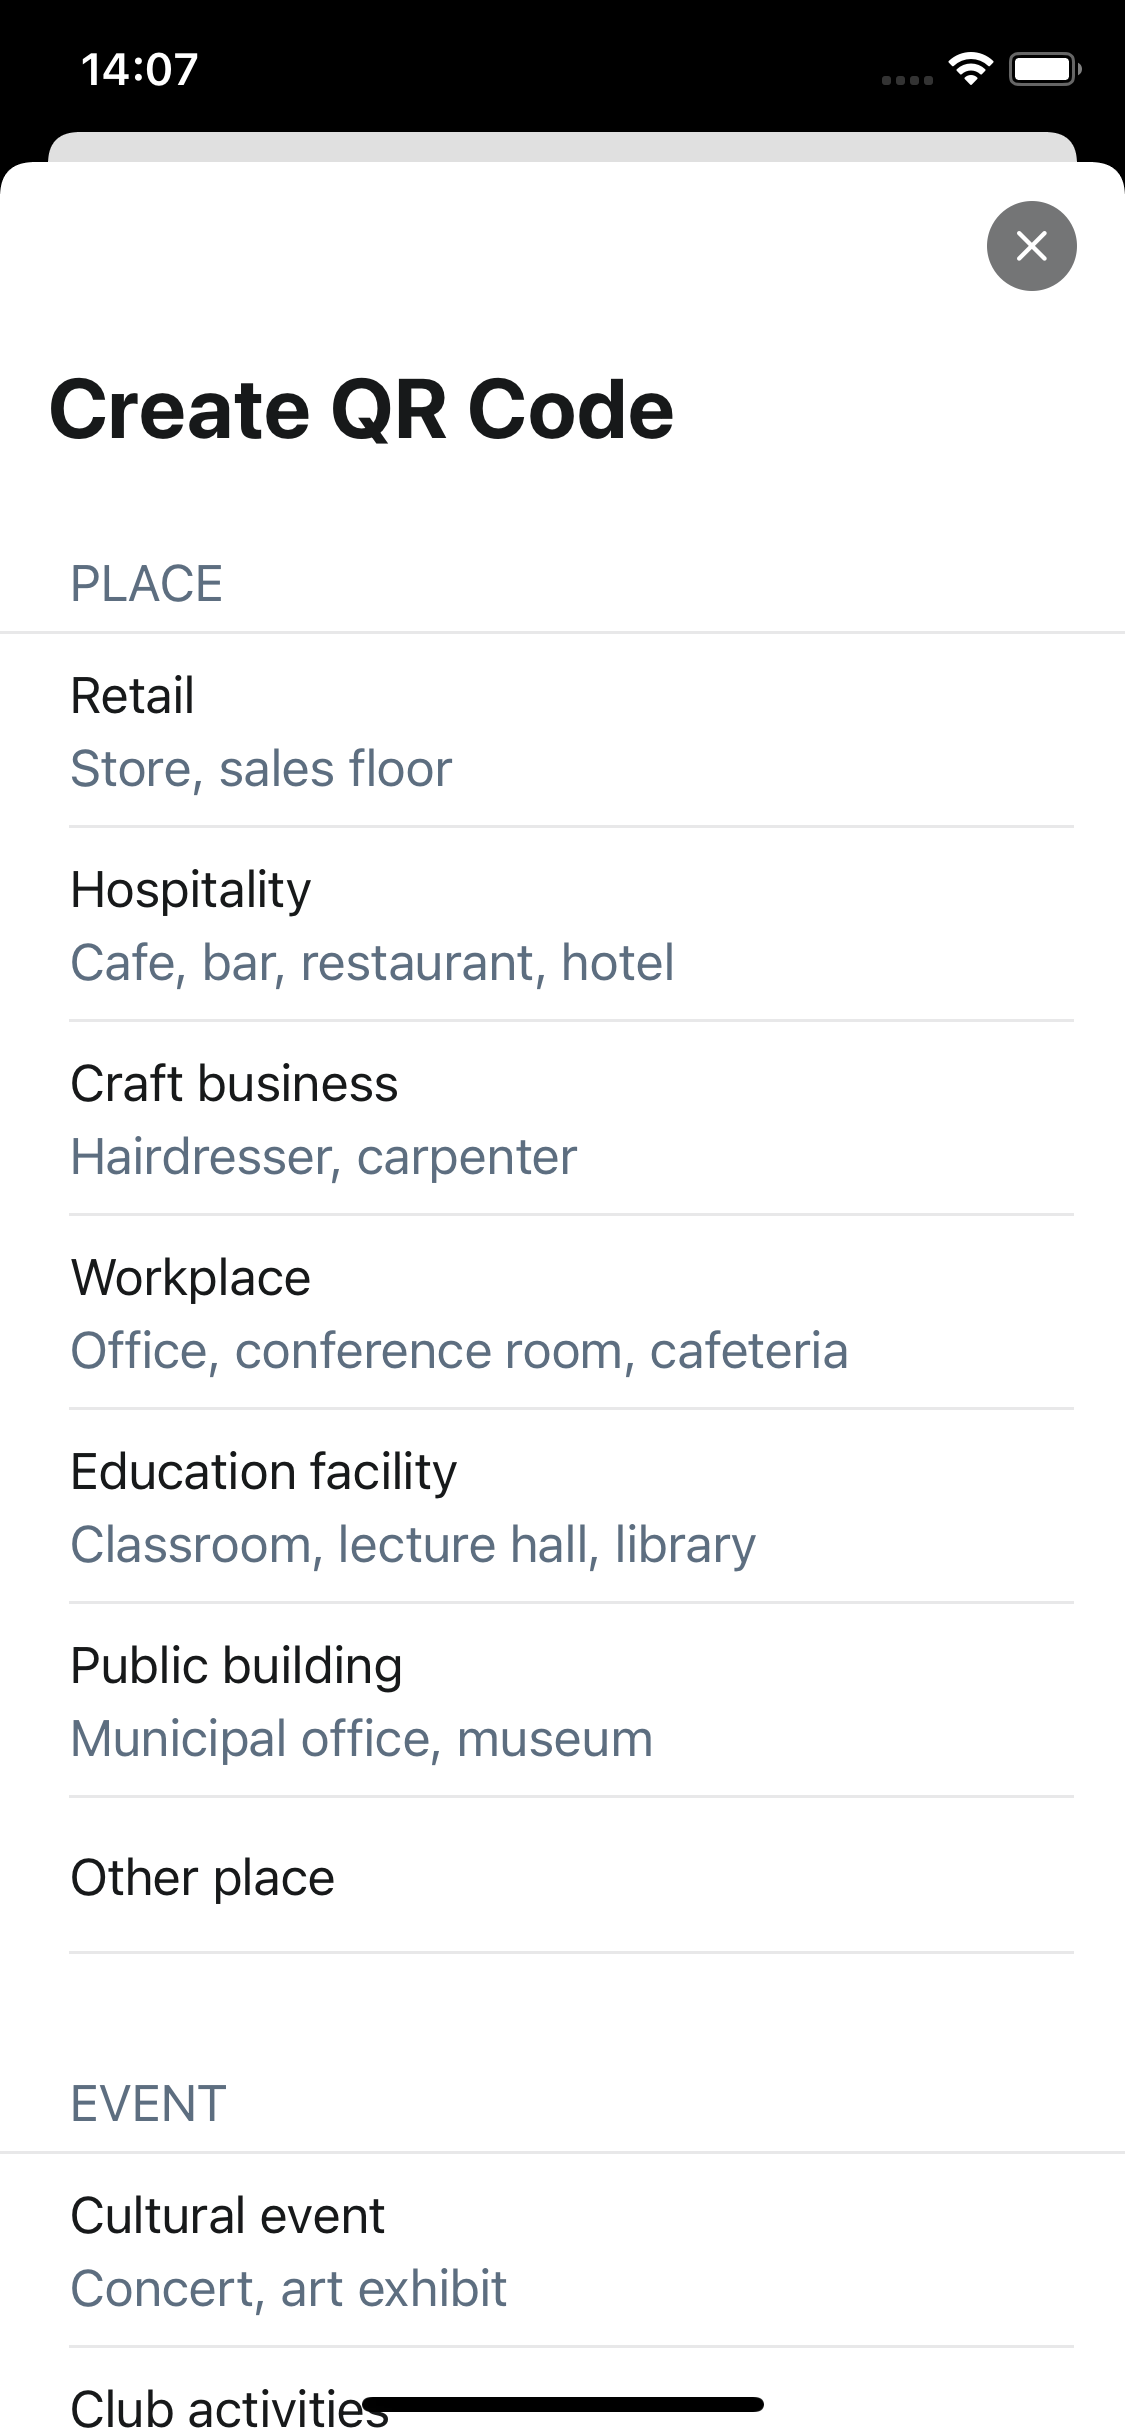 14:07
Create QR Code
PLACE
Retail
Store, sales floor
Hospitality
Cafe, bar, restaurant, hotel
Craft business
Hairdresser, carpenter
Workplace
Office, conference room, cafeteria
Education facility
Classroom, lecture hall, library
Public building
Municipal office, museum
Other place
EVENT
Cultural event
Concert, art exhibit
Club activities